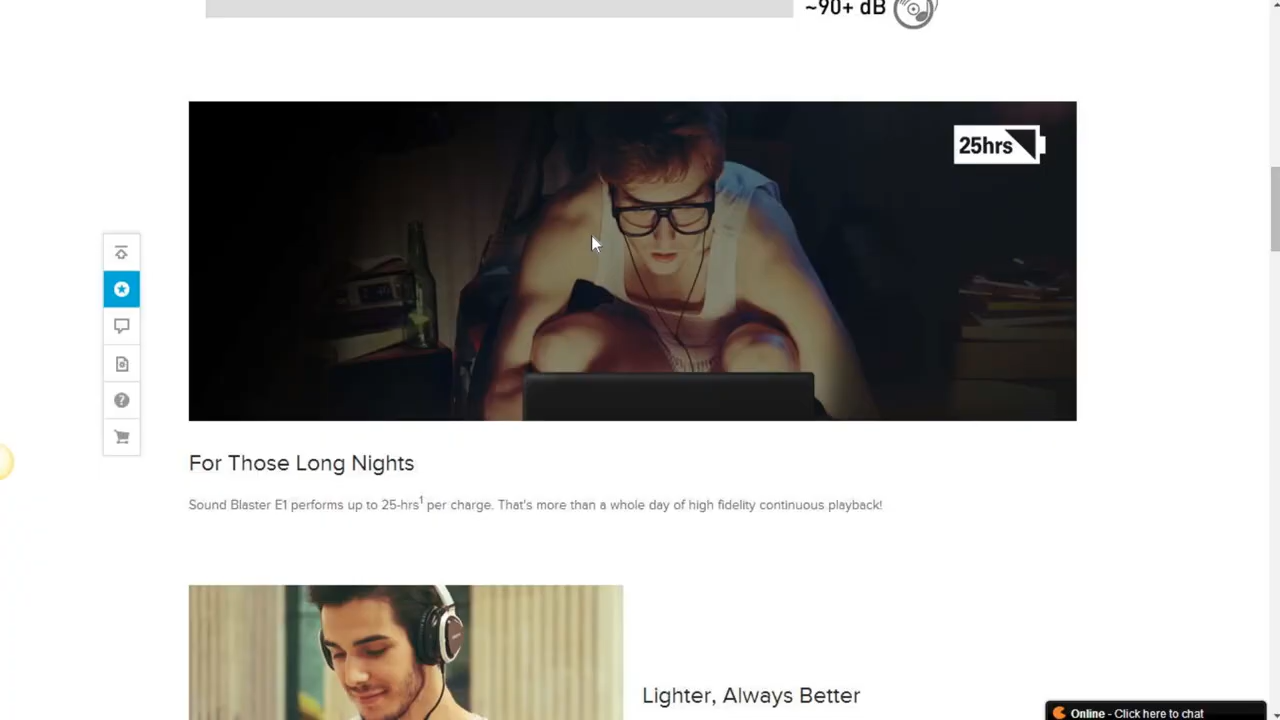 ~90+ dB
25hrs
For Those Long Nights
Sound Blaster E1 performs up to 25-hrs¹ per charge. That's more than a whole day of high fidelity continuous playback!
Lighter, Always Better
Online - Click here to chat